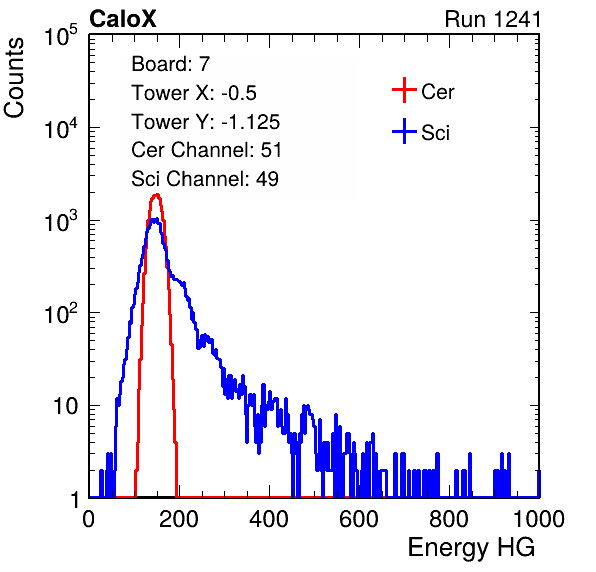 CaloX Run 1241
Board: 7
Tower X: -0.5
Tower Y: -1.125
Cer Channel: 51
Sci Channel: 49
Cer
Sci
Counts
10^5
10^4
10^3
10^2
10
1
0 200 400 600 800 1000
Energy HG